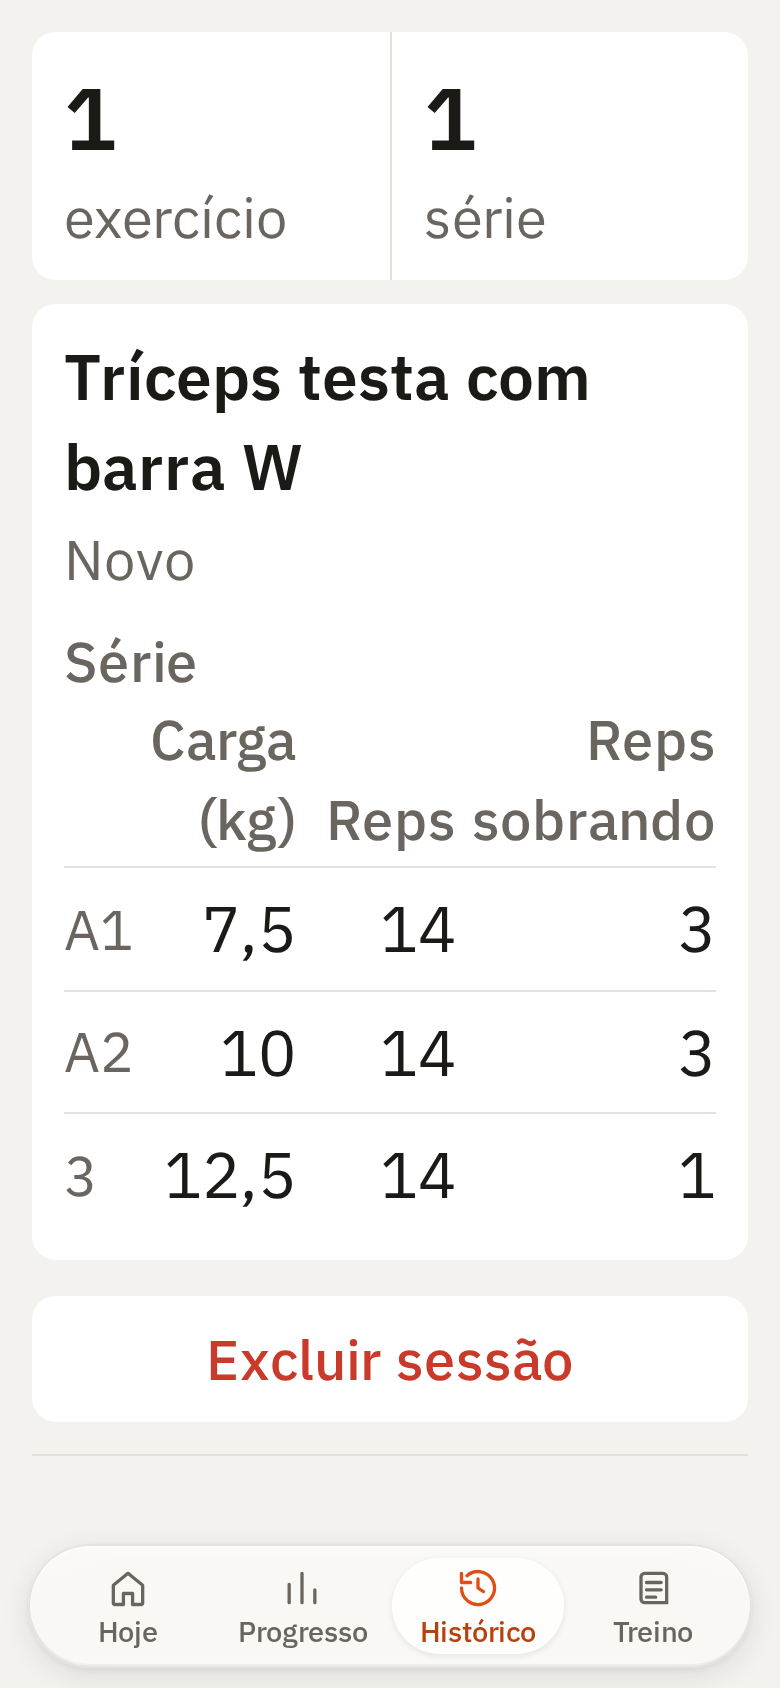 1
exercício
1
série
Tríceps testa com
barra W
Novo
Série
Carga
(kg)
Reps
Reps
sobrando
A1 7,5 14 3
A2 10 14 3
3 12,5 14 1
Excluir sessão
Hoje
Progresso
Histórico
Treino